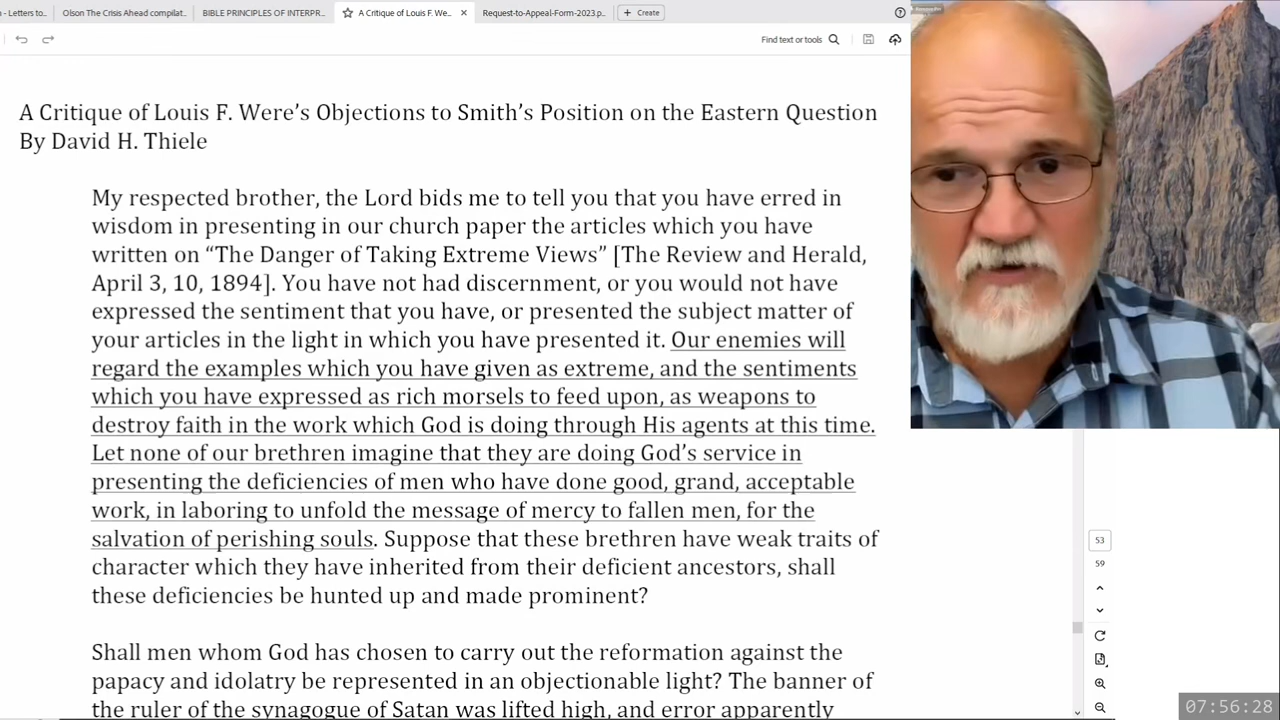 n - Letters to...
Olson The Crisis Ahead compilat...
BIBLE PRINCIPLES OF INTERPR...
A Critique of Louis F. We...
Request-to-Appeal-Form-2023.p...
Create
Find text or tools
A Critique of Louis F. Were’s Objections to Smith’s Position on the Eastern Question
By David H. Thiele
My respected brother, the Lord bids me to tell you that you have erred in
wisdom in presenting in our church paper the articles which you have
written on “The Danger of Taking Extreme Views” [The Review and Herald,
April 3, 10, 1894]. You have not had discernment, or you would not have
expressed the sentiment that you have, or presented the subject matter of
your articles in the light in which you have presented it. Our enemies will
regard the examples which you have given as extreme, and the sentiments
which you have expressed as rich morsels to feed upon, as weapons to
destroy faith in the work which God is doing through His agents at this time.
Let none of our brethren imagine that they are doing God’s service in
presenting the deficiencies of men who have done good, grand, acceptable
work, in laboring to unfold the message of mercy to fallen men, for the
salvation of perishing souls. Suppose that these brethren have weak traits of
character which they have inherited from their deficient ancestors, shall
these deficiencies be hunted up and made prominent?
Shall men whom God has chosen to carry out the reformation against the
papacy and idolatry be represented in an objectionable light? The banner of
the ruler of the synagogue of Satan was lifted high, and error apparently
53
59
07:56:28